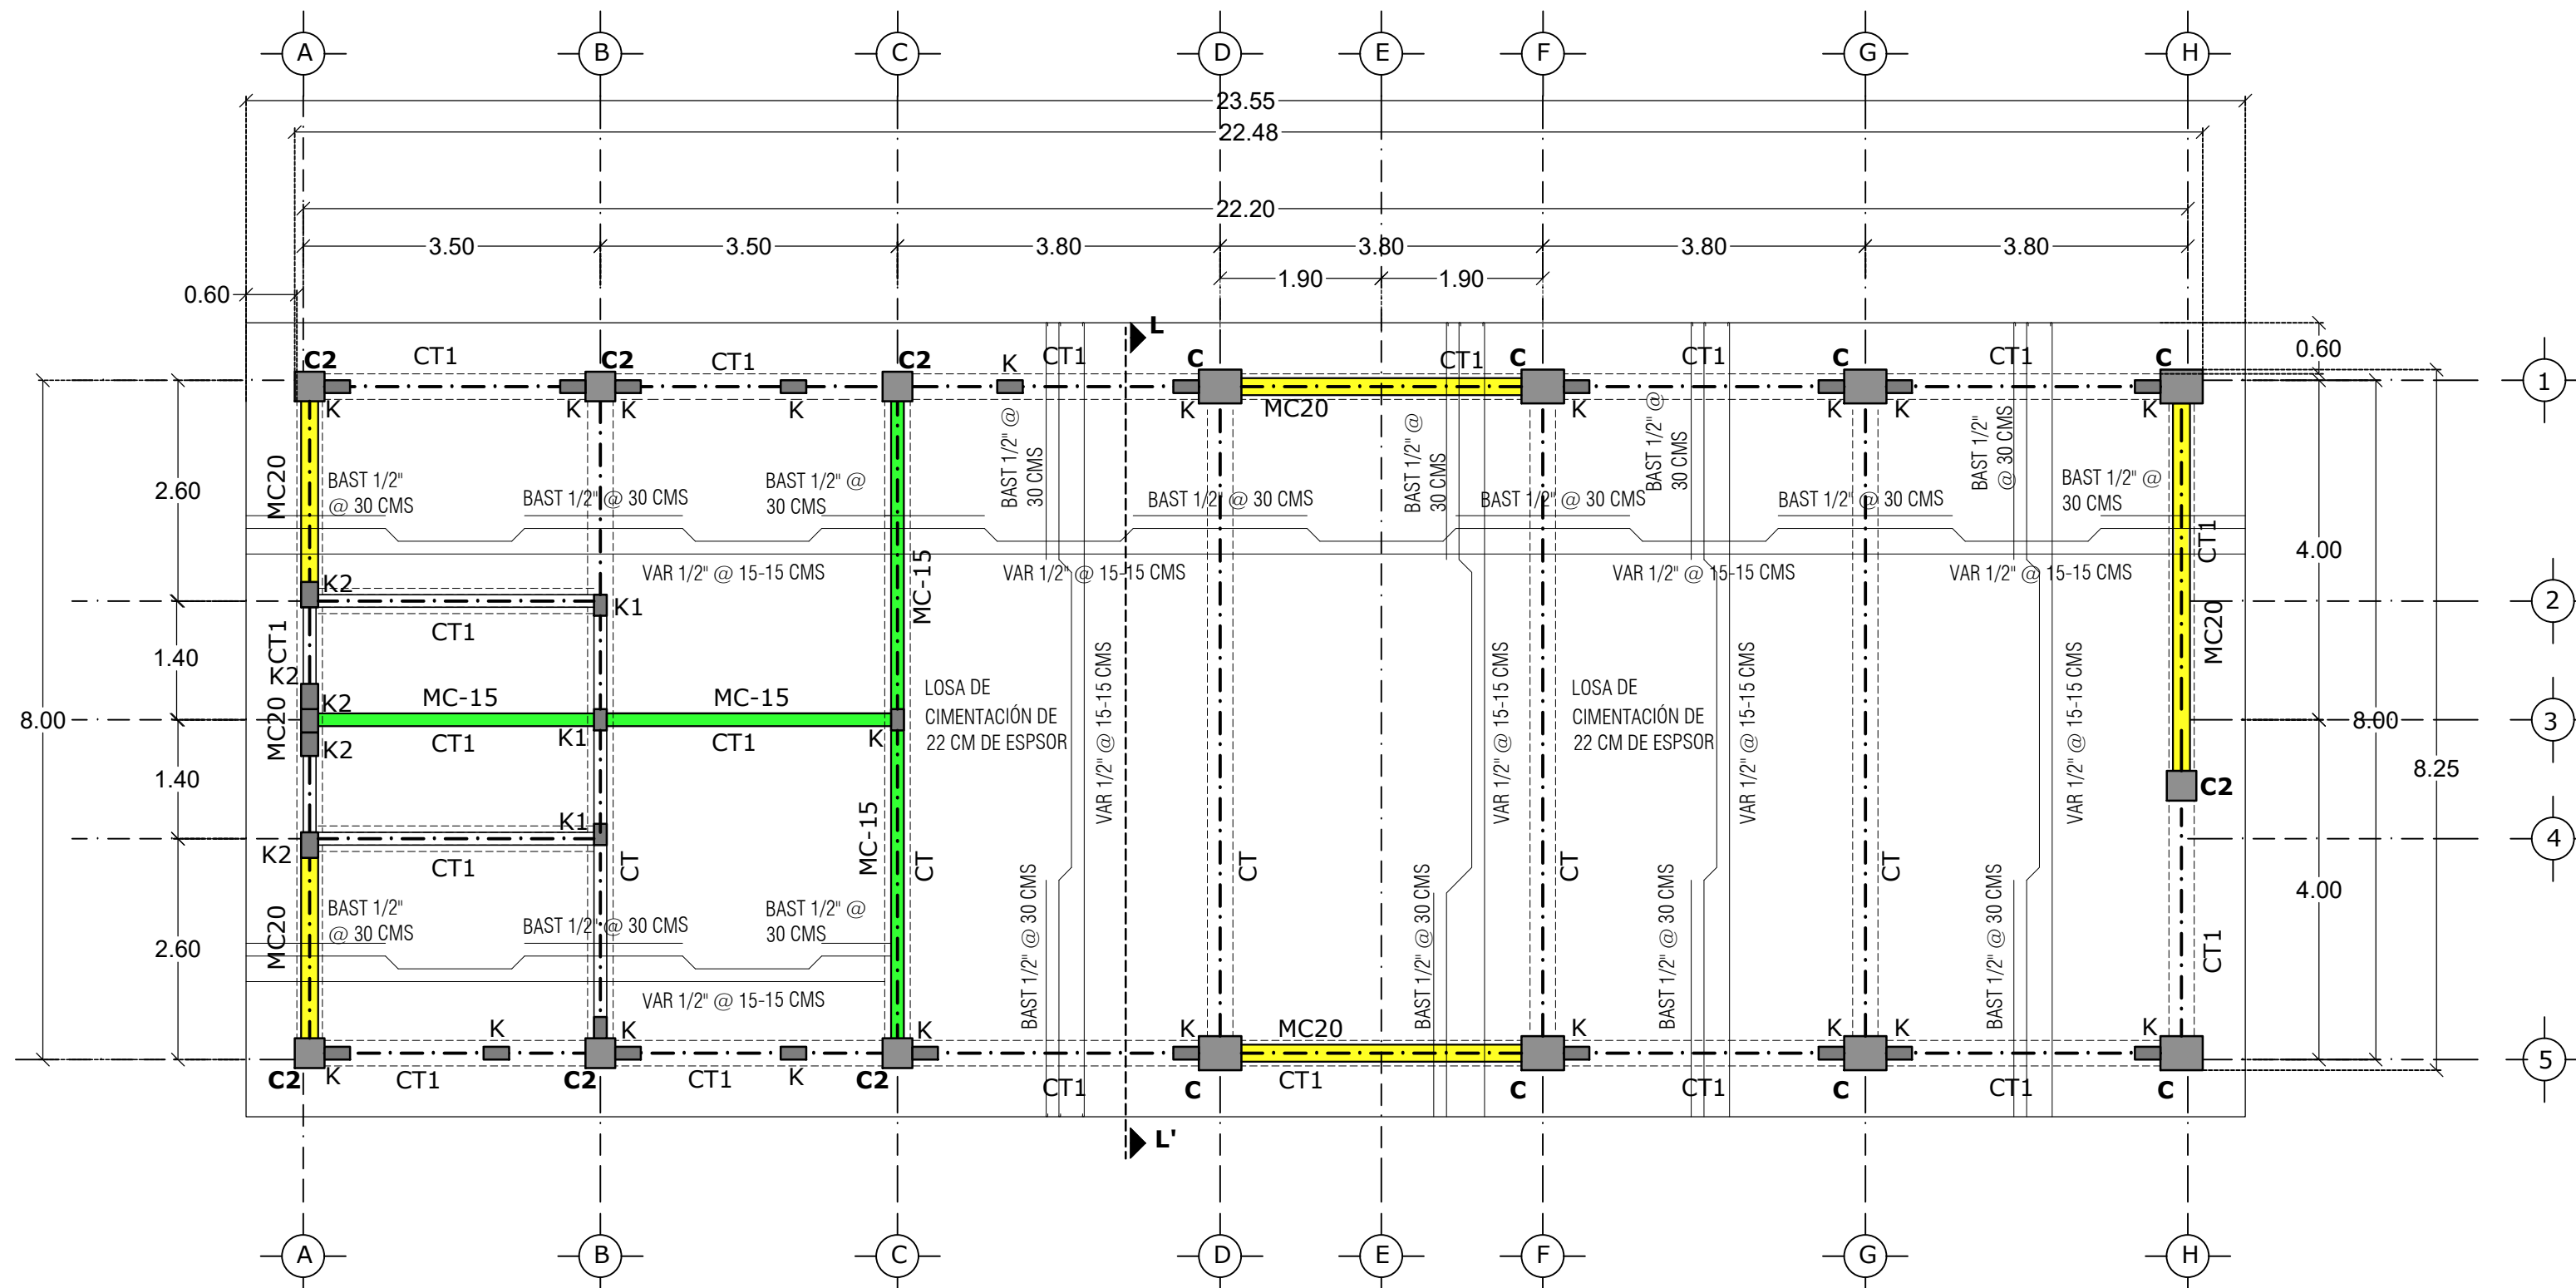 A B C D E F G H
23.55
22.48
22.20
3.50 3.50 3.80 3.80 3.80 3.80
1.90 1.90
0.60
L
0.60
C2 CT1 C2 CT1 C2 K CT1 C CT1 C CT1 C CT1 C
1
K K K K K MC20 K K K K
MC20
BAST 1/2"
@ 30 CMS
BAST 1/2" @ 30 CMS
BAST 1/2" @
30 CMS
BAST 1/2" @
30 CMS
BAST 1/2" @ 30 CMS
BAST 1/2" @
30 CMS
BAST 1/2" @ 30 CMS
BAST 1/2" @
30 CMS
BAST 1/2" @ 30 CMS
BAST 1/2"
@ 30 CMS
BAST 1/2" @
30 CMS
2.60
CT1
4.00
MC-15
VAR 1/2" @ 15-15 CMS
VAR 1/2" @ 15-15 CMS
VAR 1/2" @ 15-15 CMS
VAR 1/2" @ 15-15 CMS
K2 K1
2
CT1
CT1
MC20
1.40
K2
K2
MC-15 MC-15
LOSA DE
CIMENTACIÓN DE
22 CM DE ESPSOR
VAR 1/2" @ 15-15 CMS
VAR 1/2" @ 15-15 CMS
LOSA DE
CIMENTACIÓN DE
22 CM DE ESPSOR
VAR 1/2" @ 15-15 CMS
VAR 1/2" @ 15-15 CMS
8.00
8.00
3
MC20
K2
CT1
K1
CT1
K
1.40
8.25
C2
K1
4
K2
CT1
CT
MC-15
CT
CT
CT
CT
4.00
MC20
BAST 1/2"
@ 30 CMS
BAST 1/2" @ 30 CMS
BAST 1/2" @
30 CMS
BAST 1/2" @ 30 CMS
BAST 1/2" @ 30 CMS
BAST 1/2" @ 30 CMS
BAST 1/2" @ 30 CMS
CT1
2.60
VAR 1/2" @ 15-15 CMS
K K K K MC20 K K K K
5
C2 K CT1 C2 CT1 K C2 CT1 C CT1 C CT1 C CT1 C
L'
A B C D E F G H